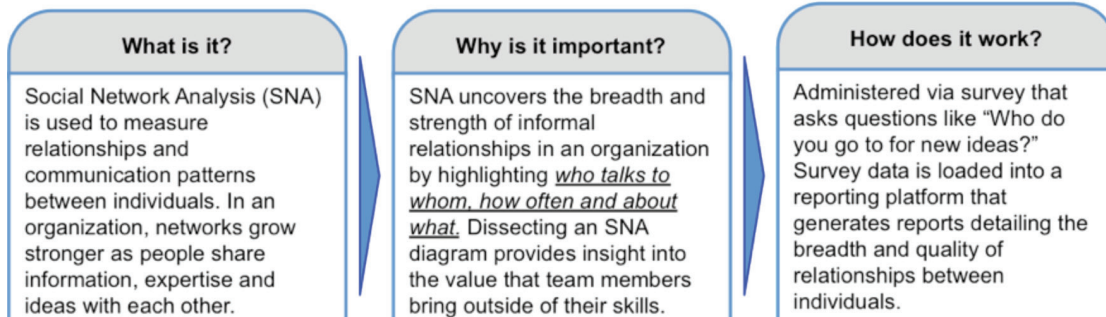 What is it?
Social Network Analysis (SNA)
is used to measure
relationships and
communication patterns
between individuals. In an
organization, networks grow
stronger as people share
information, expertise and
ideas with each other.
Why is it important?
SNA uncovers the breadth and
strength of informal
relationships in an organization
by highlighting who talks to
whom, how often and about
what. Dissecting an SNA
diagram provides insight into
the value that team members
bring outside of their skills.
How does it work?
Administered via survey that
asks questions like “Who do
you go to for new ideas?”
Survey data is loaded into a
reporting platform that
generates reports detailing the
breadth and quality of
relationships between
individuals.